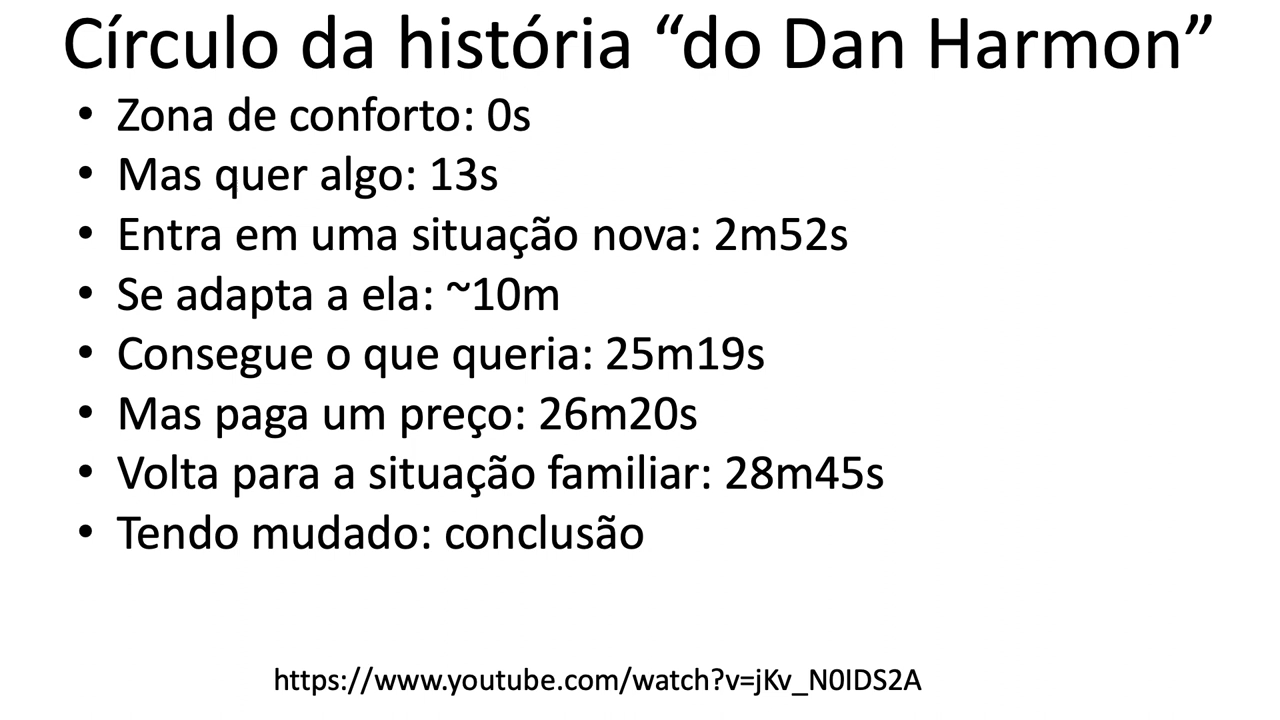 Círculo da história “do Dan Harmon”
• Zona de conforto: 0s
• Mas quer algo: 13s
• Entra em uma situação nova: 2m52s
• Se adapta a ela: ~10m
• Consegue o que queria: 25m19s
• Mas paga um preço: 26m20s
• Volta para a situação familiar: 28m45s
• Tendo mudado: conclusão
https://www.youtube.com/watch?v=jKv_N0IDS2A